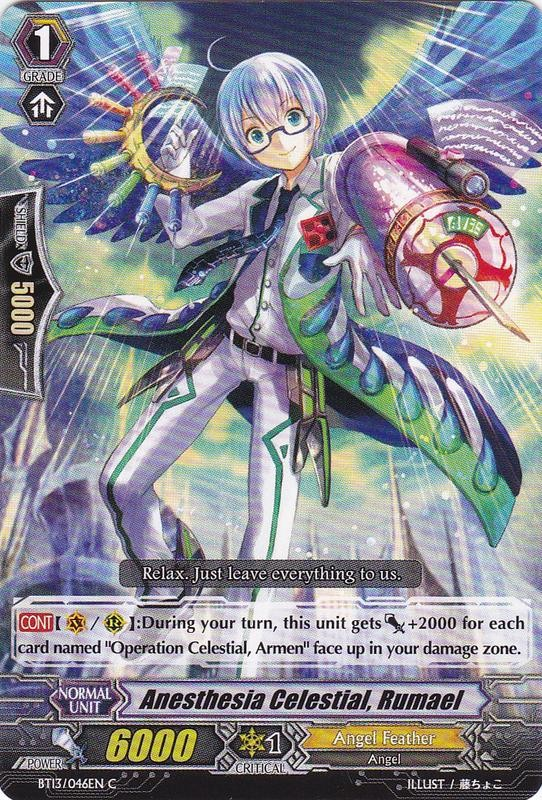 1
GRADE
SHIELD
5000
Relax. Just leave everything to us.
CONT【 V / R 】:During your turn, this unit gets +2000 for each
card named "Operation Celestial, Armen" face up in your damage zone.
NORMAL
UNIT
Anesthesia Celestial, Rumael
POWER
6000
1
CRITICAL
Angel Feather
Angel
BT13/046EN C
ILLUST / 藤ちょこ